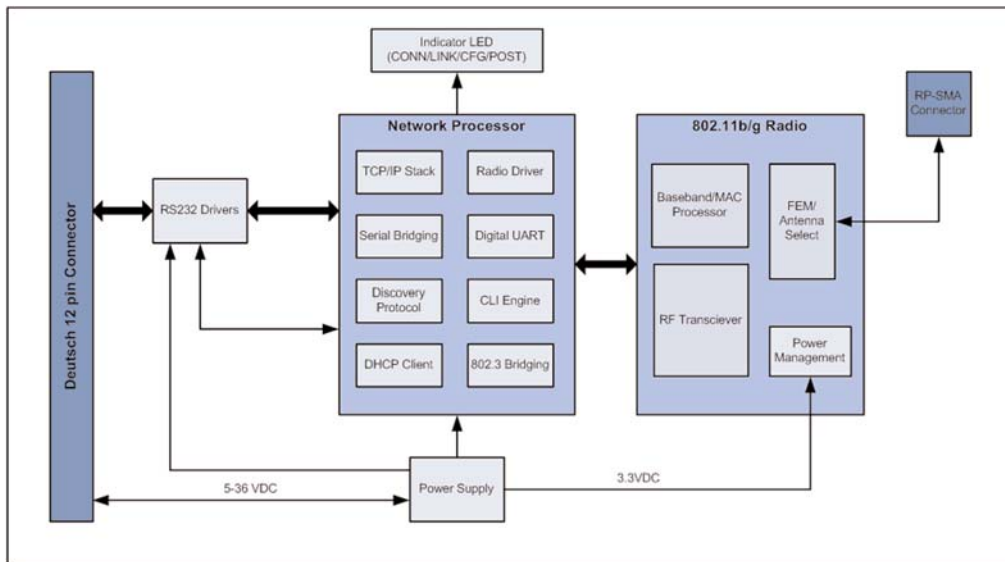 Indicator LED
(CONN/LINK/CFG/POST)
RP-SMA
Connector
Network Processor
802.11b/g Radio
TCP/IP Stack
Radio Driver
Baseband/MAC
Processor
FEM/
Antenna
Select
RS232 Drivers
Serial Bridging
Digital UART
Deutsch 12 pin Connector
Discovery
Protocol
CLI Engine
RF Transciever
DHCP Client
802.3 Bridging
Power
Management
5-36 VDC
Power Supply
3.3VDC